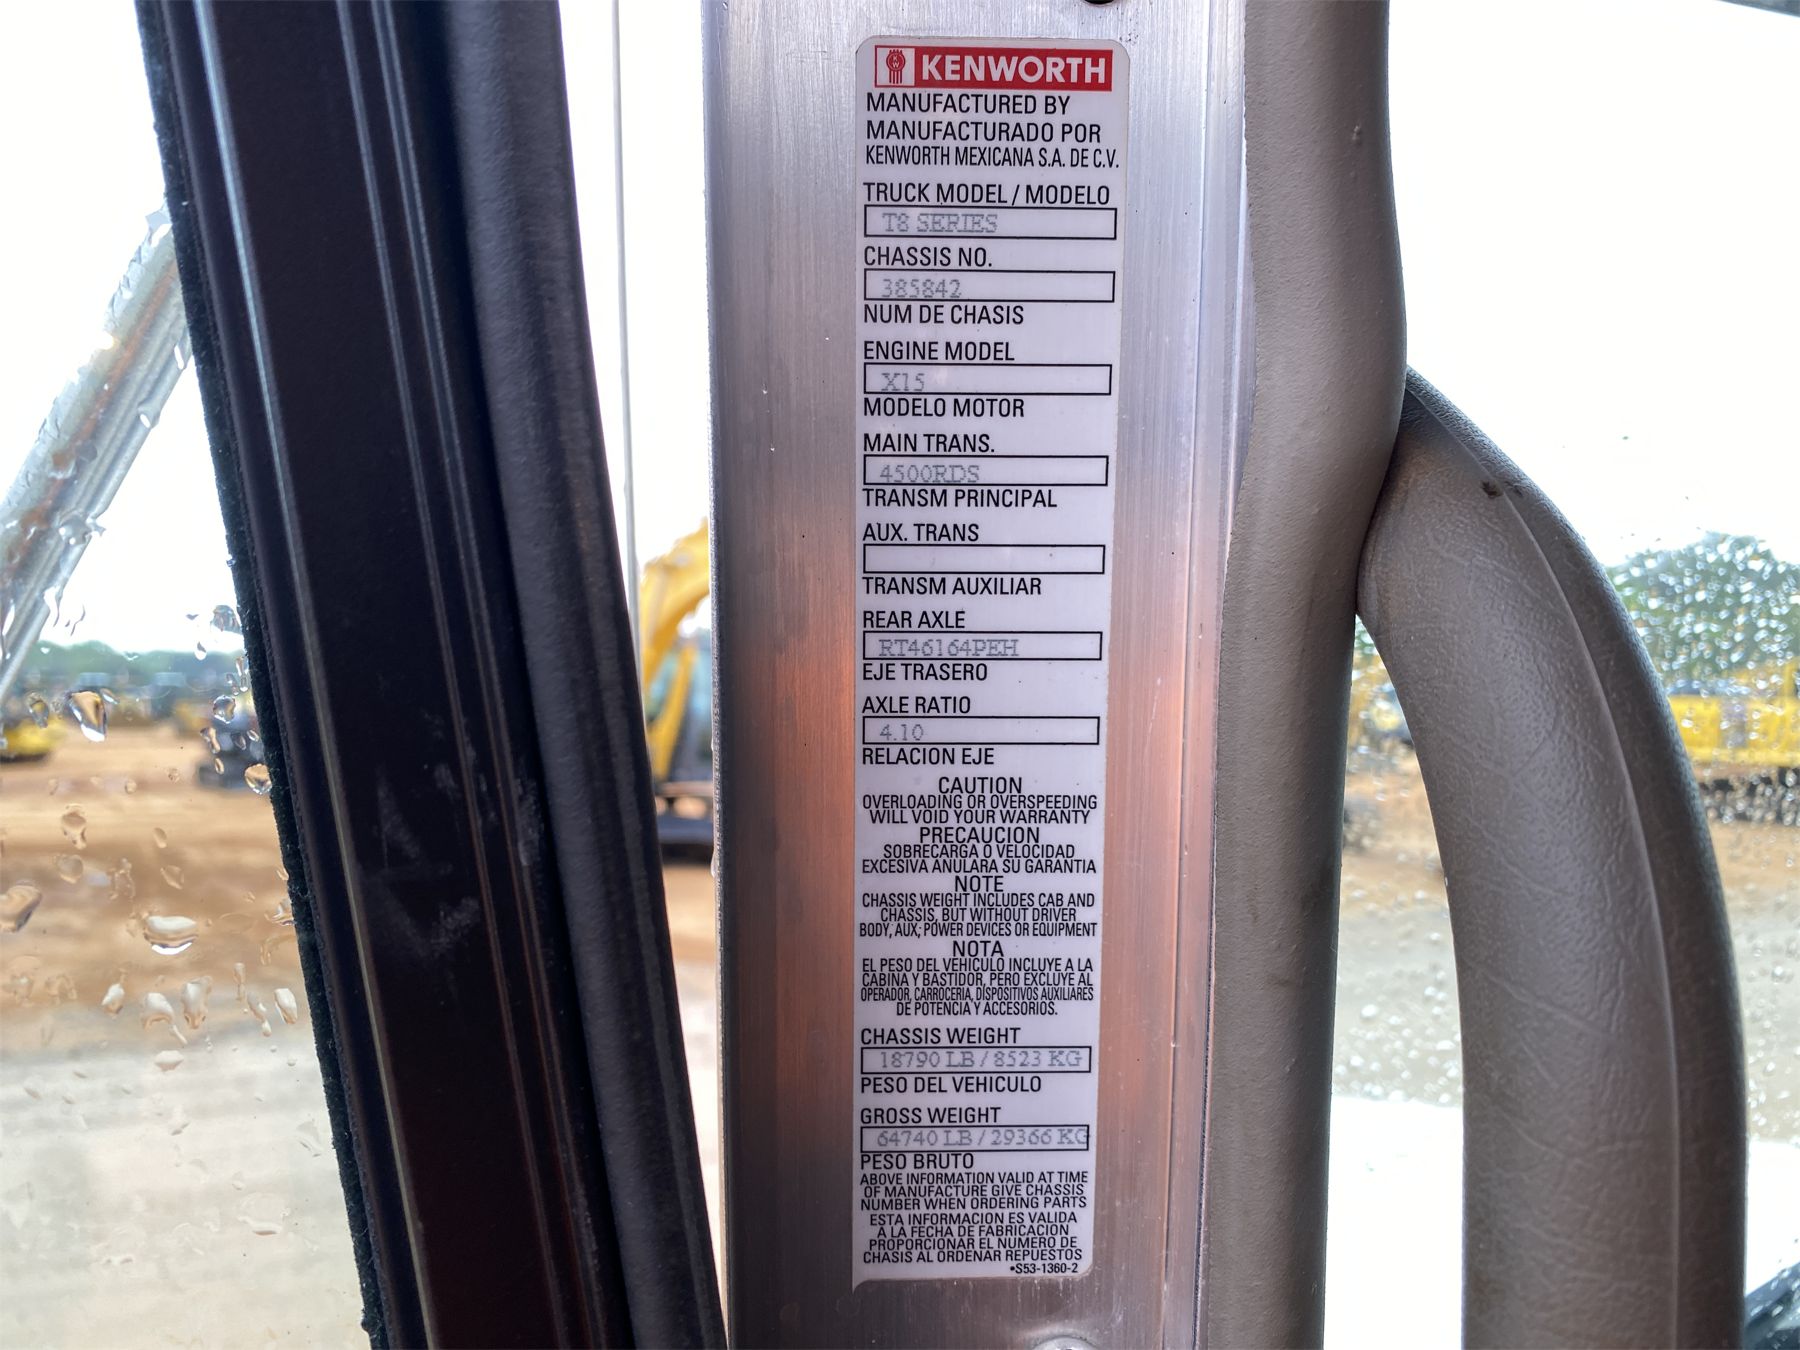 KENWORTH
MANUFACTURED BY
MANUFACTURADO POR
KENWORTH MEXICANA S.A. DE C.V.
TRUCK MODEL / MODELO
T8 SERIES
CHASSIS NO.
385842
NUM DE CHASIS
ENGINE MODEL
X15
MODELO MOTOR
MAIN TRANS.
4500RDS
TRANSM PRINCIPAL
AUX. TRANS
TRANSM AUXILIAR
REAR AXLE
RT46164PEH
EJE TRASERO
AXLE RATIO
4.10
RELACION EJE
CAUTION
OVERLOADING OR OVERSPEEDING
WILL VOID YOUR WARRANTY
PRECAUCION
SOBRECARGA O VELOCIDAD
EXCESIVA ANULARA SU GARANTIA
NOTE
CHASSIS WEIGHT INCLUDES CAB AND
CHASSIS, BUT WITHOUT DRIVER
BODY, AUX; POWER DEVICES OR EQUIPMENT
NOTA
EL PESO DEL VEHICULO INCLUYE A LA
CABINA Y BASTIDOR, PERO EXCLUYE AL
OPERADOR, CARROCERIA, DISPOSITIVOS AUXILIARES
DE POTENCIA Y ACCESORIOS.
CHASSIS WEIGHT
18790 LB / 8523 KG
PESO DEL VEHICULO
GROSS WEIGHT
64740 LB / 29366 KG
PESO BRUTO
ABOVE INFORMATION VALID AT TIME
OF MANUFACTURE GIVE CHASSIS
NUMBER WHEN ORDERING PARTS
ESTA INFORMACION ES VALIDA
A LA FECHA DE FABRICACION
PROPORCIONAR EL NUMERO DE
CHASIS AL ORDENAR REPUESTOS
•S53-1360-2